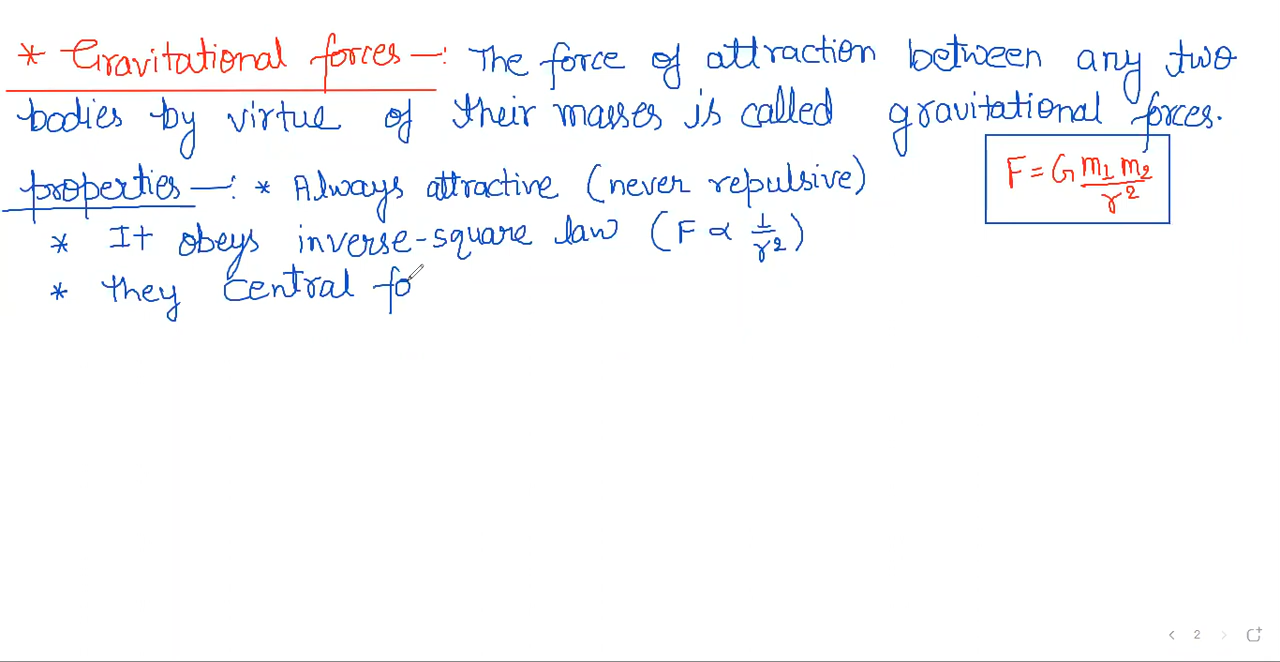 * Gravitational forces —: The force of attraction between any two
bodies by virtue of their masses is called gravitational forces.
F = G m1 m2 / r²
properties —: * Always attractive (never repulsive)
* It obeys inverse-square law (F ∝ 1/r²)
* they central fo
2